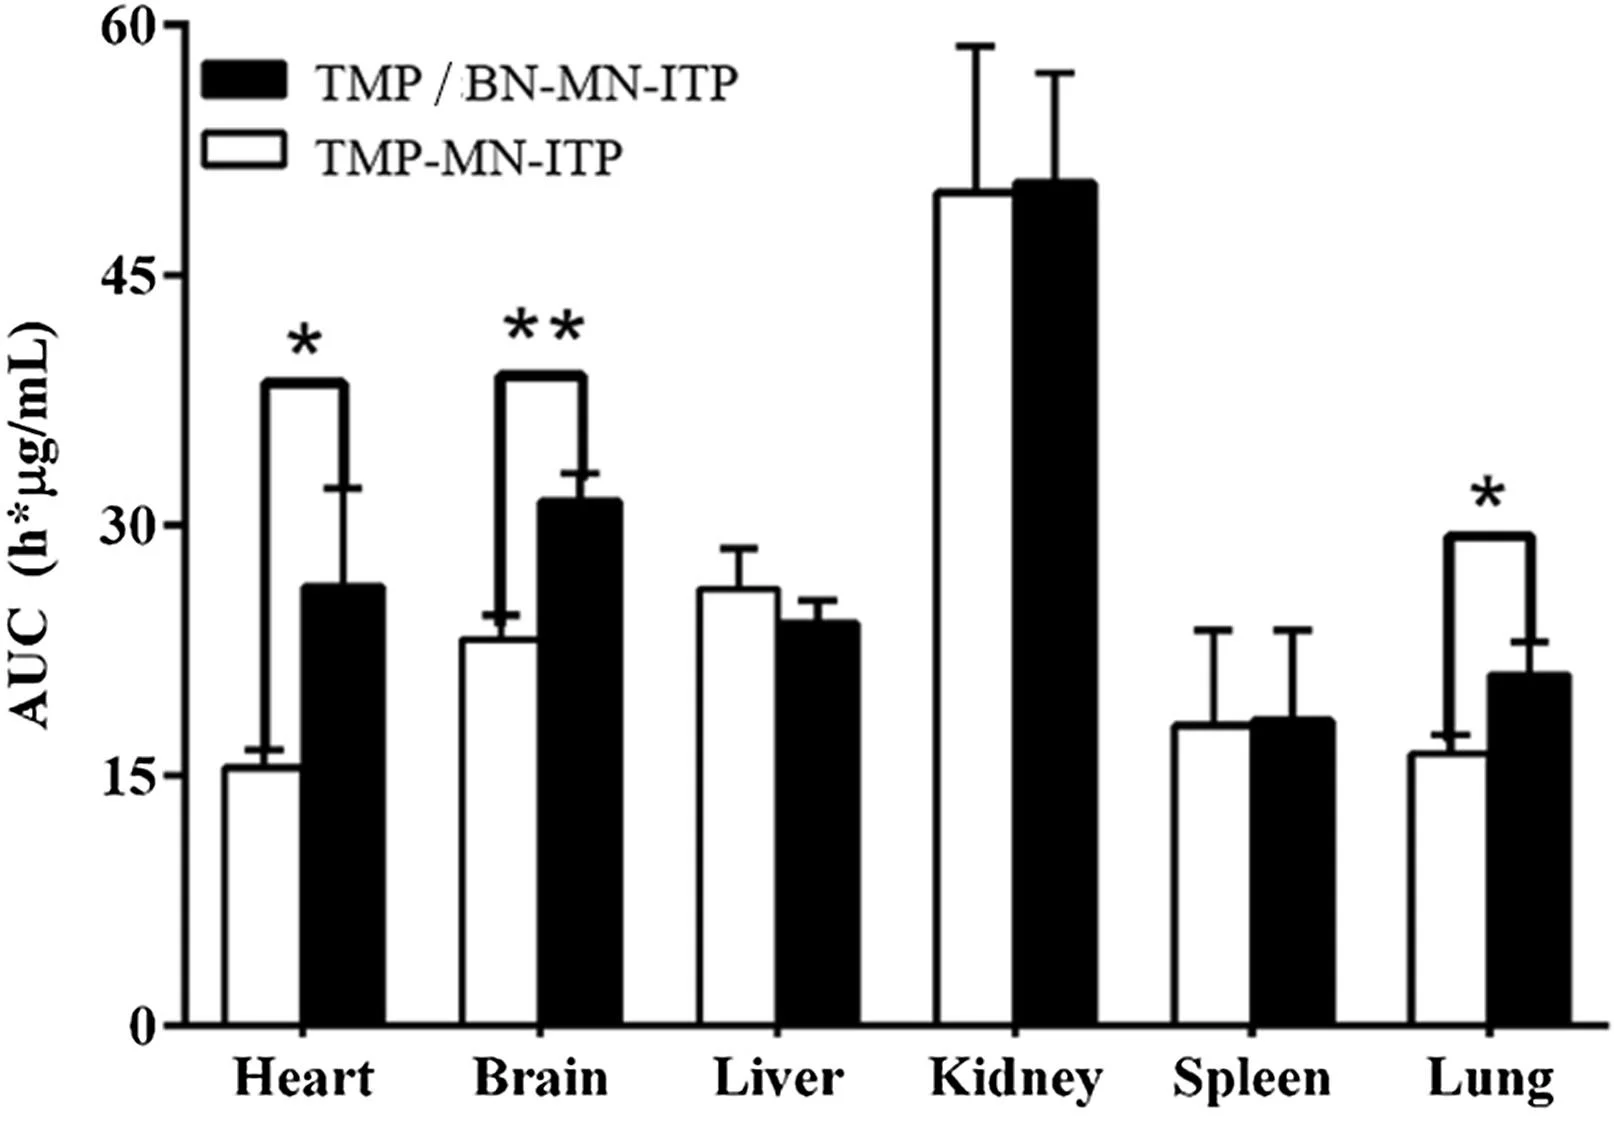 60
TMP / BN-MN-ITP
TMP-MN-ITP
45
*
**
30
*
15
0
AUC (h*µg/mL)
Heart Brain Liver Kidney Spleen Lung